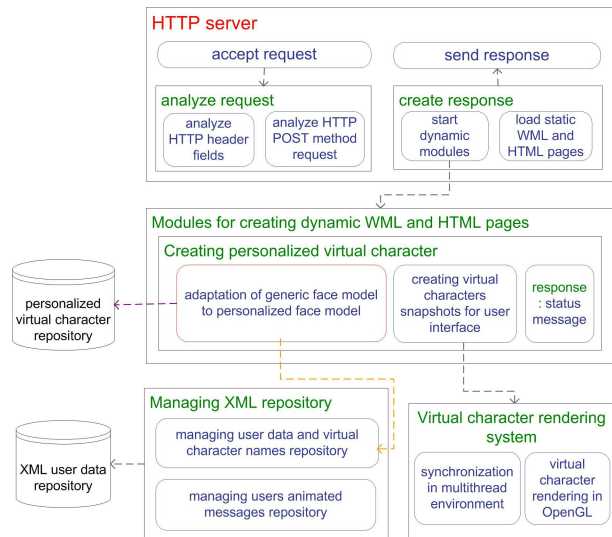 HTTP server
accept request
send response
analyze request
analyze
HTTP header
fields
analyze HTTP
POST method
request
create response
start
dynamic
modules
load static
WML and
HTML pages
Modules for creating dynamic WML and HTML pages
Creating personalized virtual character
adaptation of generic face model
to personalized face model
creating virtual
characters
snapshots for user
interface
response
: status
message
personalized
virtual character
repository
Managing XML repository
managing user data and virtual
character names repository
managing users animated
messages repository
XML user data
repository
Virtual character rendering
system
synchronization
in multithread
environment
virtual
character
rendering in
OpenGL